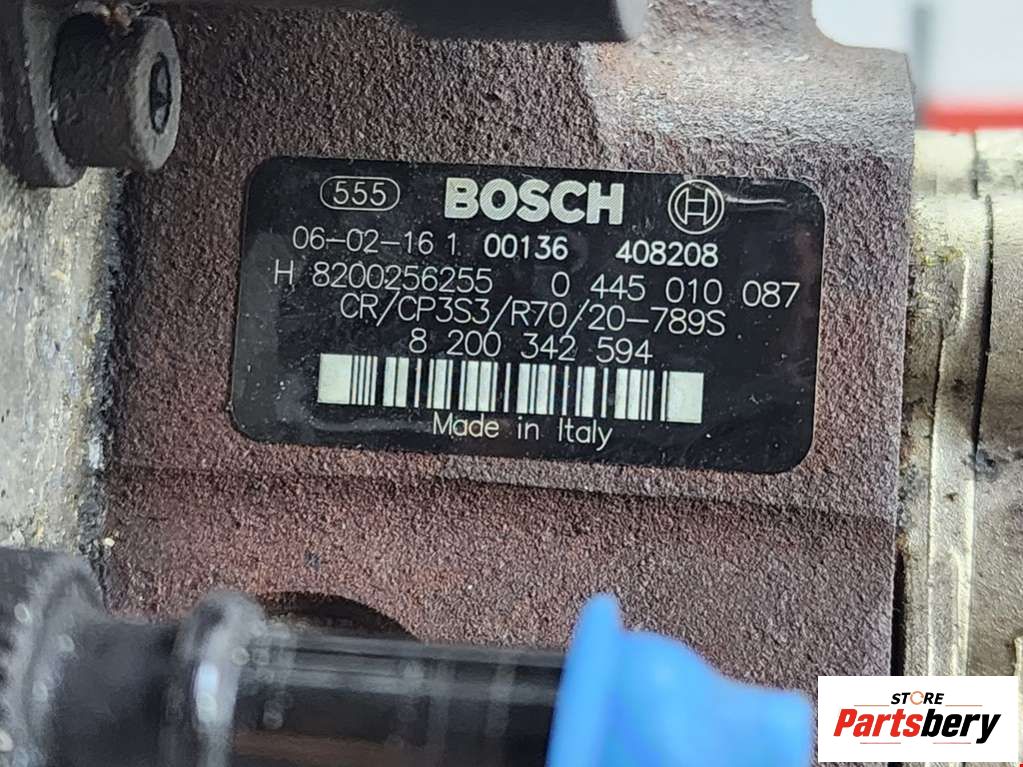 555 BOSCH
06-02-16 1 00136 408208
H 8200256255 0 445 010 087
CR/CP3S3/R70/20-789S
8 200 342 594
Made in Italy
STORE
Partsbery